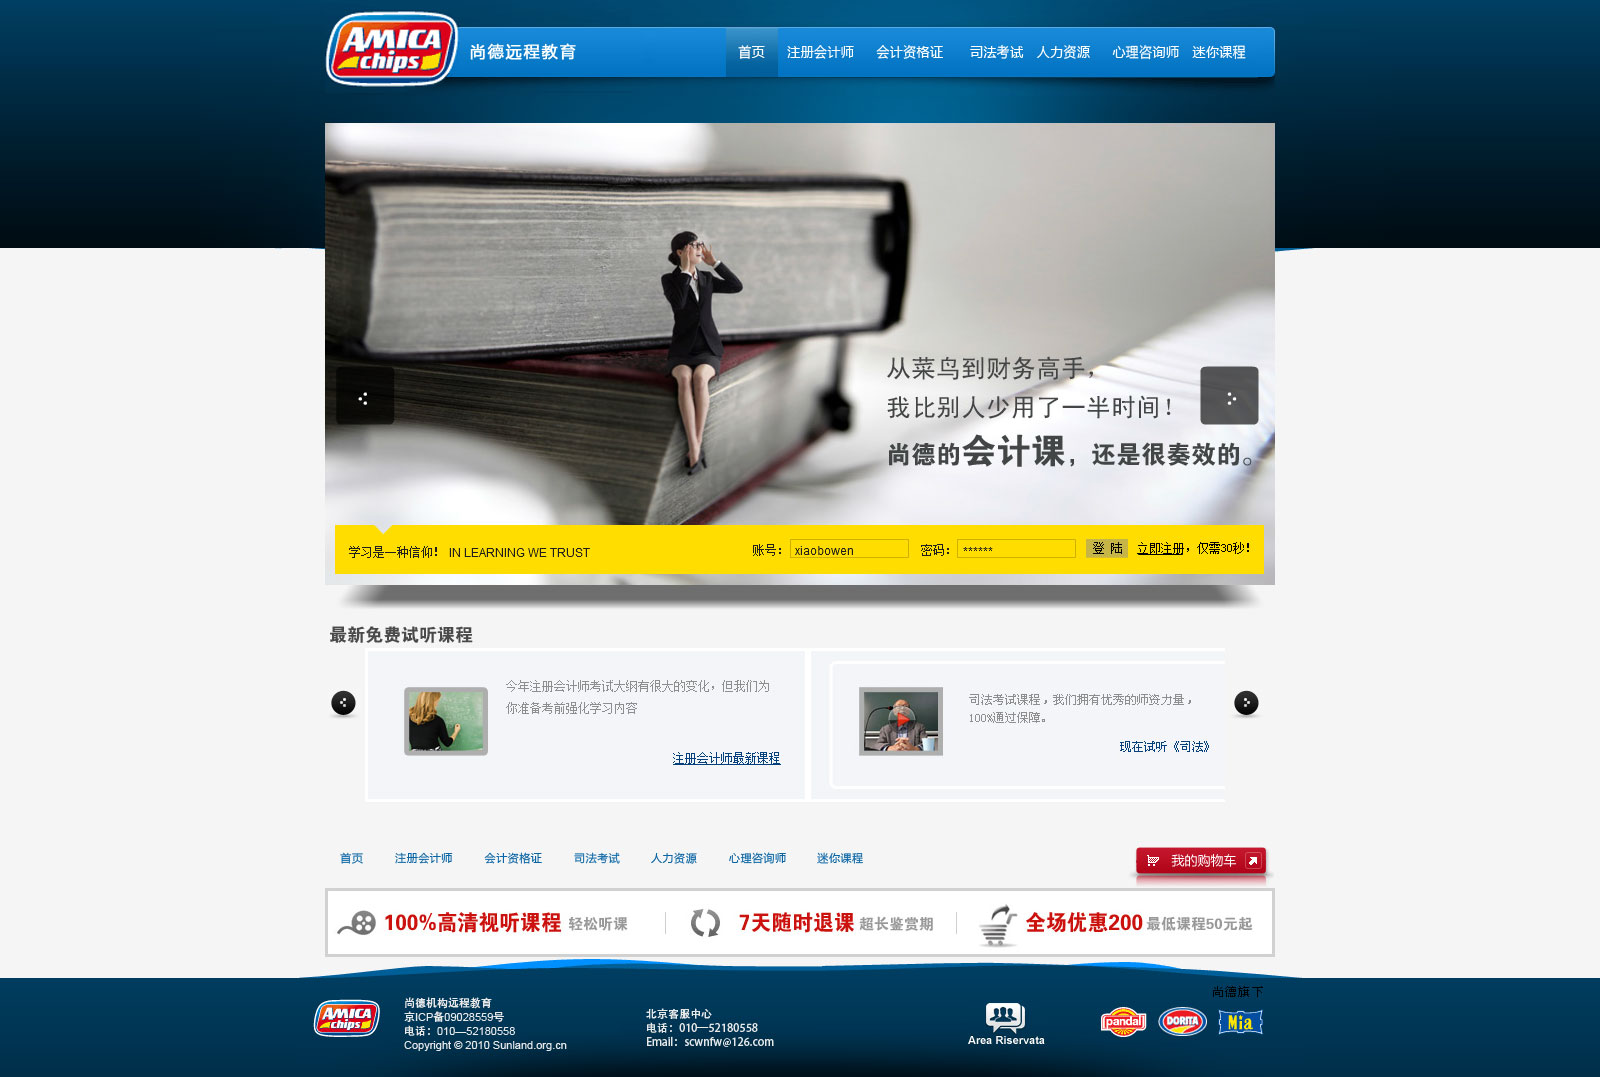 AMICA
chips
尚德远程教育
首页 注册会计师 会计资格证 司法考试 人力资源 心理咨询师 迷你课程
从菜鸟到财务高手，
我比别人少用了一半时间！
尚德的会计课，还是很奏效的。
学习是一种信仰！ IN LEARNING WE TRUST
账号： xiaobowen 密码： ****** 登 陆 立即注册，仅需30秒！
最新免费试听课程
今年注册会计师考试大纲有很大的变化，但我们为
你准备考前强化学习内容
注册会计师最新课程
司法考试课程，我们拥有优秀的师资力量，
100%通过保障。
现在试听《司法》
首页 注册会计师 会计资格证 司法考试 人力资源 心理咨询师 迷你课程
我的购物车
100%高清视听课程 轻松听课
7天随时退课 超长鉴赏期
全场优惠200 最低课程50元起
AMICA
chips
尚德机构远程教育
京ICP备09028559号
电话：010—52180558
Copyright © 2010 Sunland.org.cn
北京客服中心
电话：010—52180558
Email：scwnfw@126.com
Area Riservata
尚德旗下
pandal
DORITA
Mia